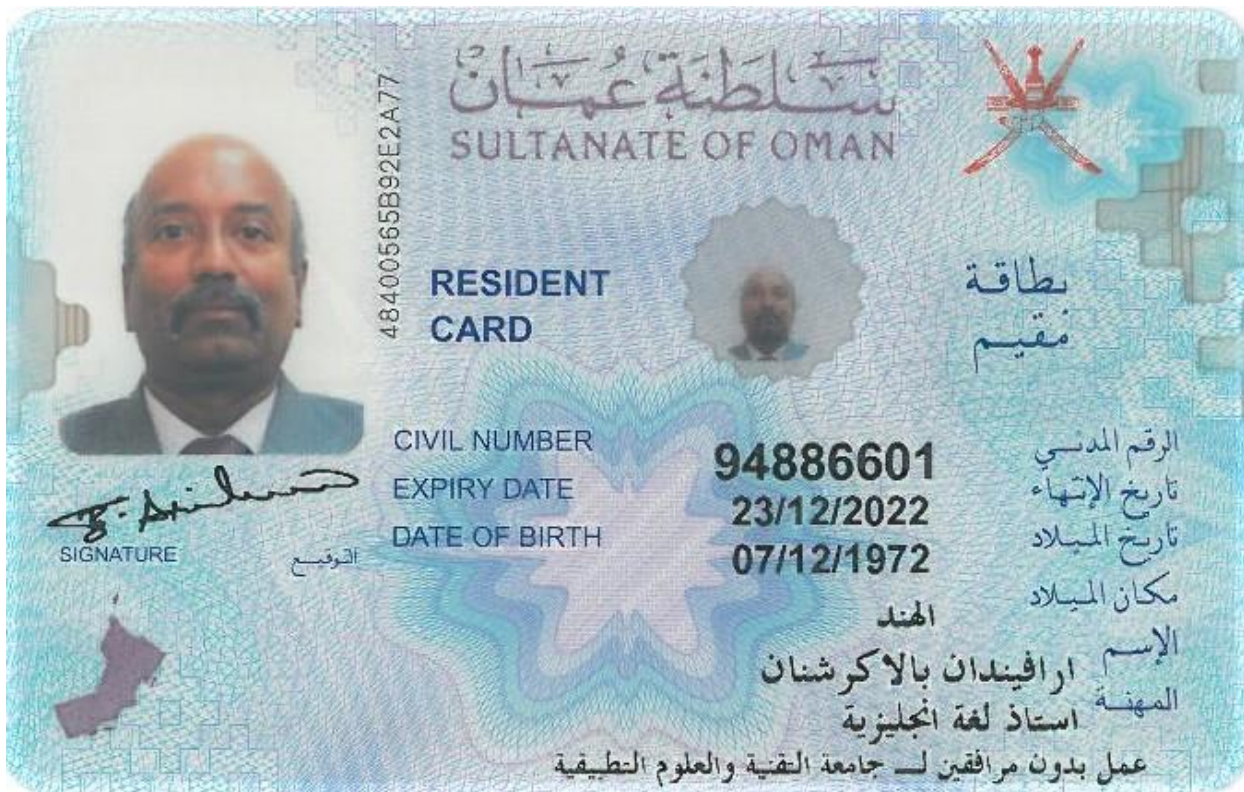 سلطنة عُمان
SULTANATE OF OMAN
48400565B92E2A77
RESIDENT CARD
بطاقة مقيم
CIVIL NUMBER 94886601 الرقم المدني
EXPIRY DATE 23/12/2022 تاريخ الإنتهاء
DATE OF BIRTH 07/12/1972 تاريخ الميلاد
مكان الميلاد الهند
الإسم ارافيندان بالاكرشنان
المهنة استاذ لغة انجليزية
عمل بدون مرافقين لـ جامعة التقنية والعلوم التطبيقية
SIGNATURE التوقيع